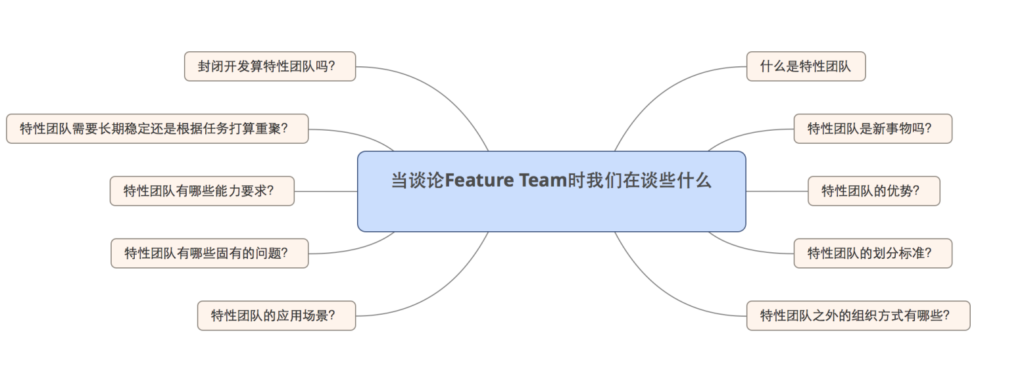 封闭开发算特性团队吗？
什么是特性团队
特性团队需要长期稳定还是根据任务打算重聚？
特性团队是新事物吗？
当谈论Feature Team时我们在谈些什么
特性团队有哪些能力要求？
特性团队的优势？
特性团队有哪些固有的问题？
特性团队的划分标准？
特性团队的应用场景？
特性团队之外的组织方式有哪些？